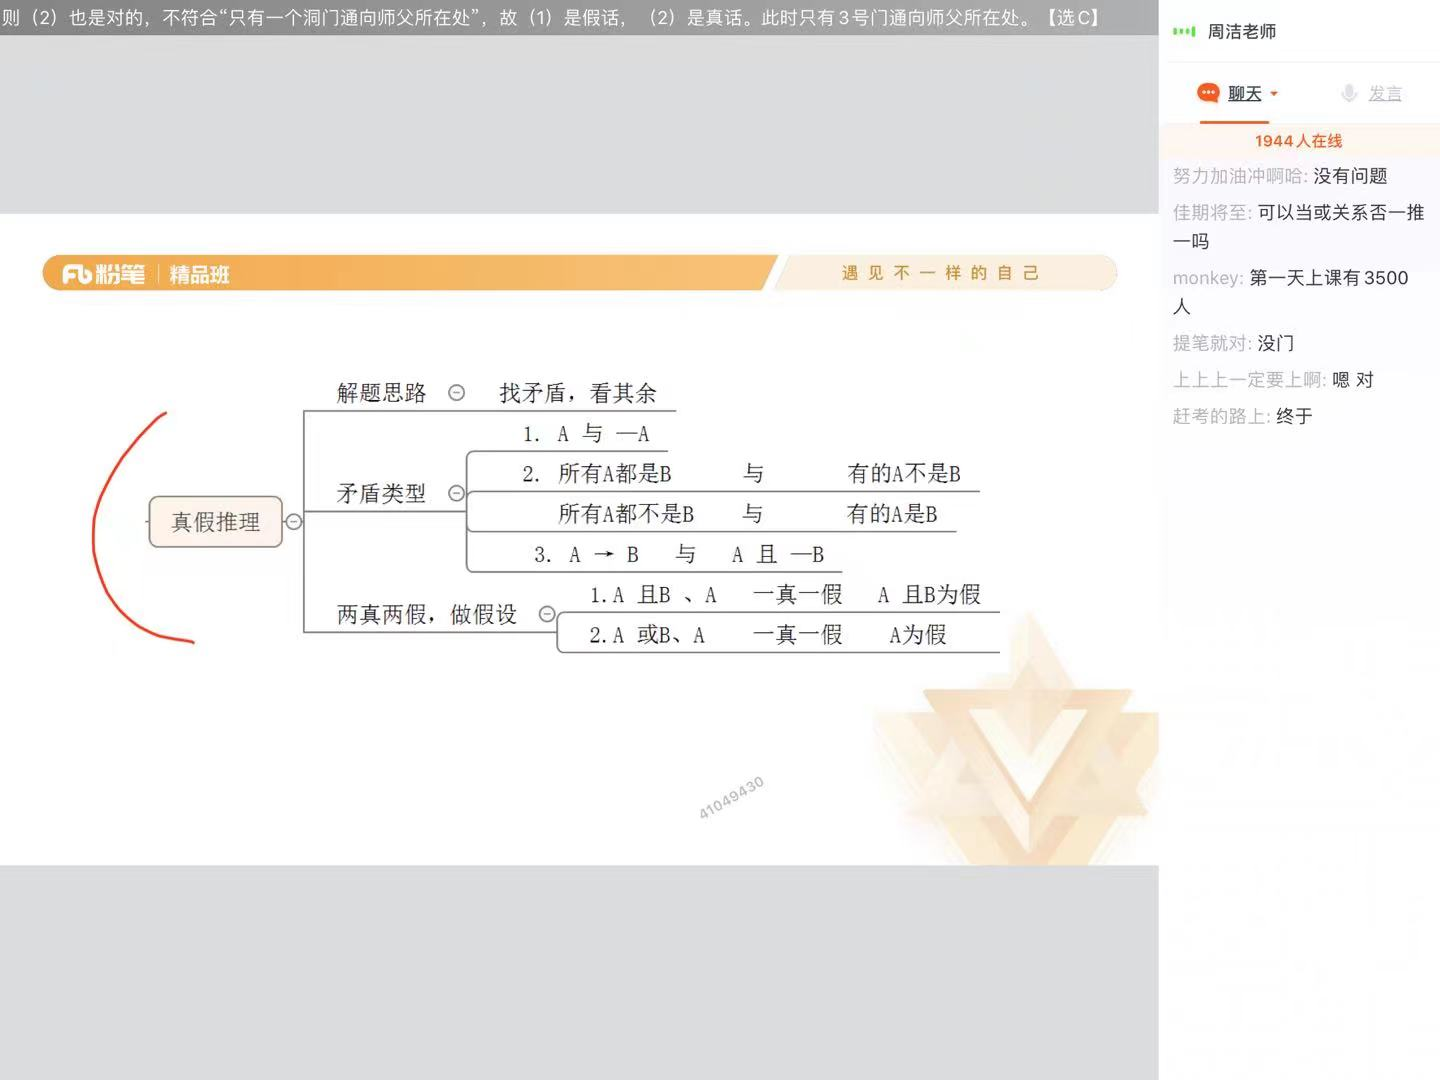 则（2）也是对的，不符合“只有一个洞门通向师父所在处”，故（1）是假话，（2）是真话。此时只有3号门通向师父所在处。【选C】
粉笔 | 精品班
遇见不一样的自己
解题思路 找矛盾，看其余
1. A 与 —A
矛盾类型
2. 所有A都是B 与 有的A不是B
所有A都不是B 与 有的A是B
3. A → B 与 A 且 —B
真假推理
两真两假，做假设
1.A 且B 、A 一真一假 A 且B为假
2.A 或B、A 一真一假 A为假
41049430
周洁老师
聊天 发言
1944人在线
努力加油冲啊哈: 没有问题
佳期将至: 可以当或关系否一推
一吗
monkey: 第一天上课有3500
人
提笔就对: 没门
上上上一定要上啊: 嗯 对
赶考的路上: 终于